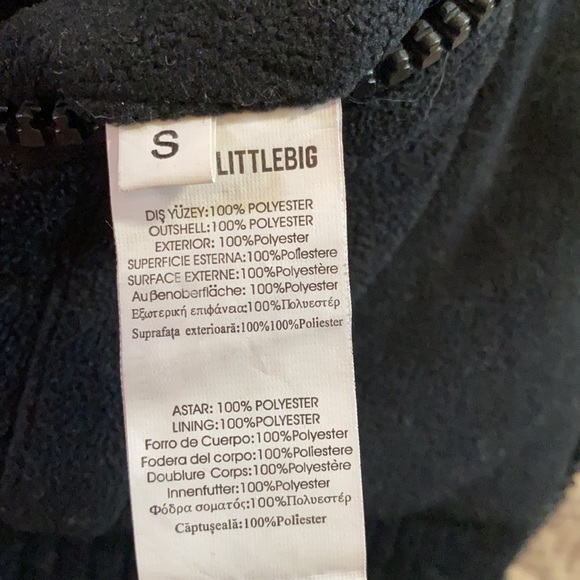 S
LITTLEBIG
DIŞ YÜZEY:100% POLYESTER
OUTSHELL:100% POLYESTER
EXTERIOR: 100%Polyester
SUPERFICIE ESTERNA:100%Poliestere
SURFACE EXTERNE:100%Polyestère
Außenoberfläche: 100%Polyester
Εξωτερική επιφάνεια:100%Πολυεστέρ
Suprafața exterioară:100%100%Poliester
ASTAR: 100% POLYESTER
LINING:100%POLYESTER
Forro de Cuerpo:100%Polyester
Fodera del corpo:100%Poliestere
Doublure Corps:100%Polyestère
Innenfutter:100%Polyester
Φόδρα σοματός:100%Πολυεστέρ
Căptușeală:100%Poliester